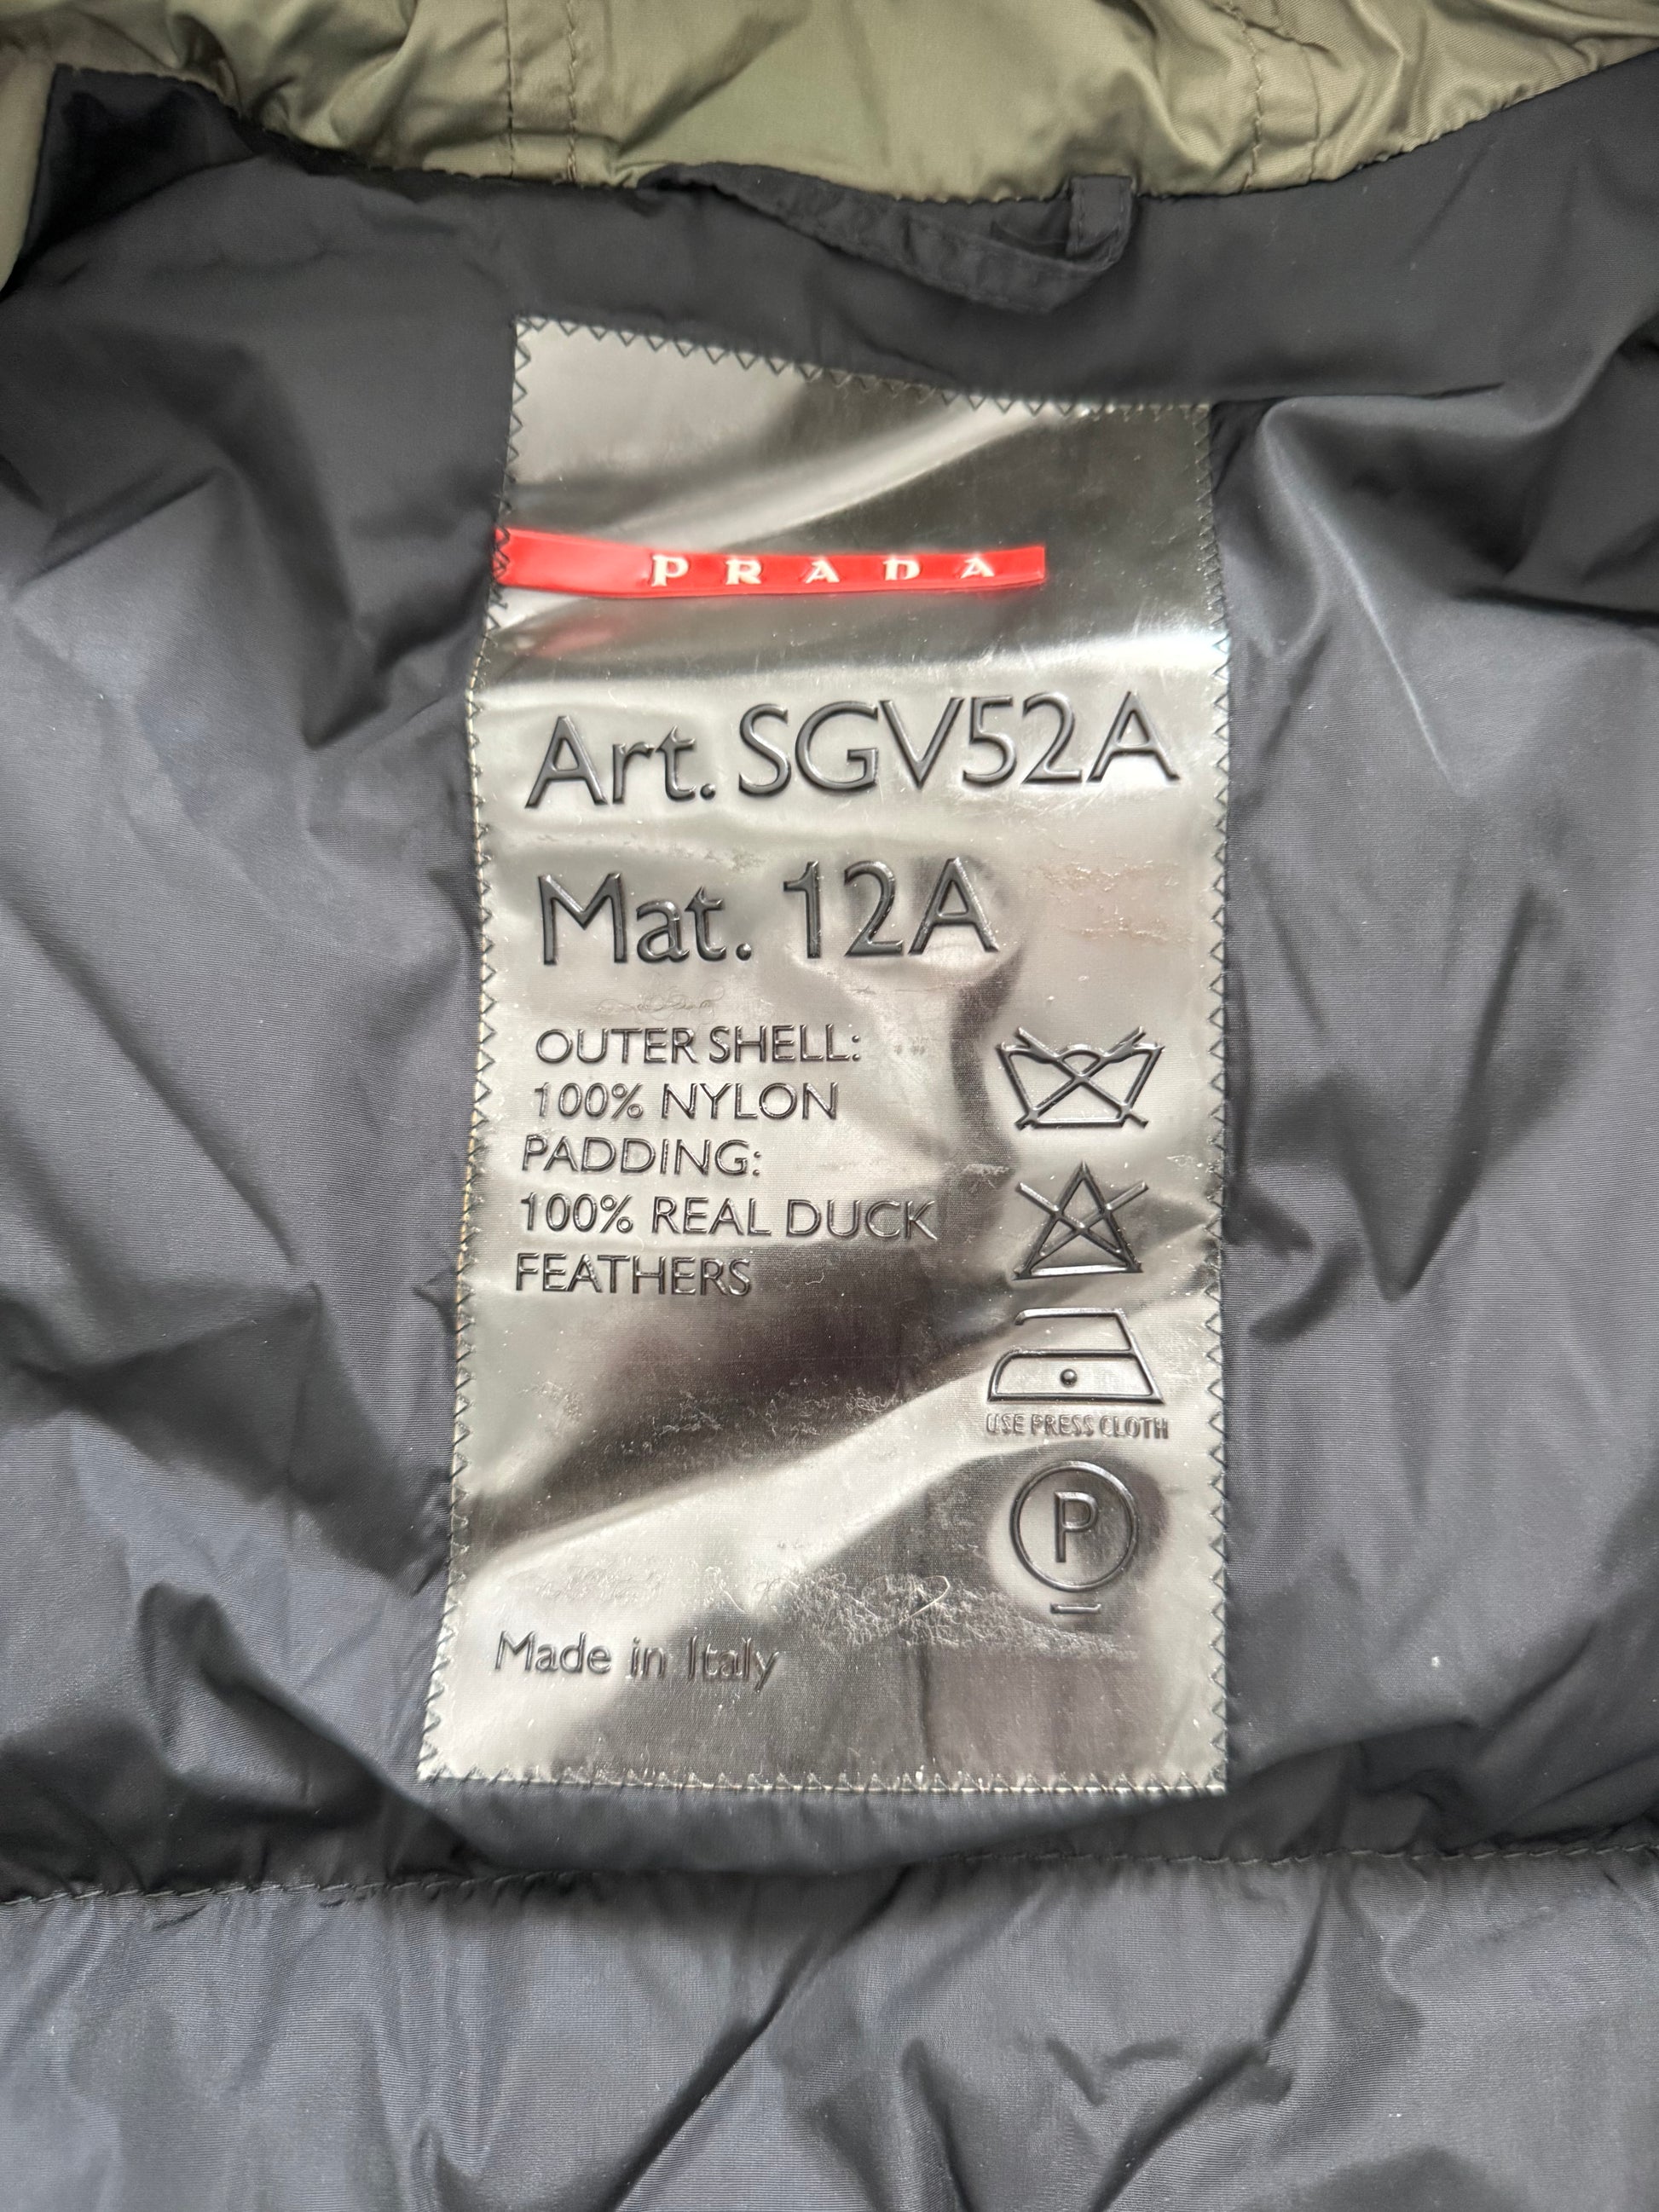 PRADA
Art. SGV52A
Mat. 12A
OUTER SHELL:
100% NYLON
PADDING:
100% REAL DUCK
FEATHERS
USE PRESS CLOTH
P
Made in Italy